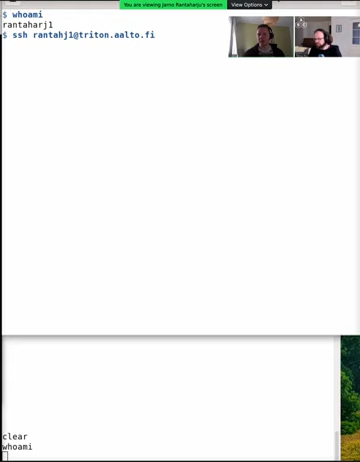 You are viewing Jarno Rantaharju's screen
View Options
$ whoami
rantaharj1
$ ssh rantahj1@triton.aalto.fi
clear
whoami